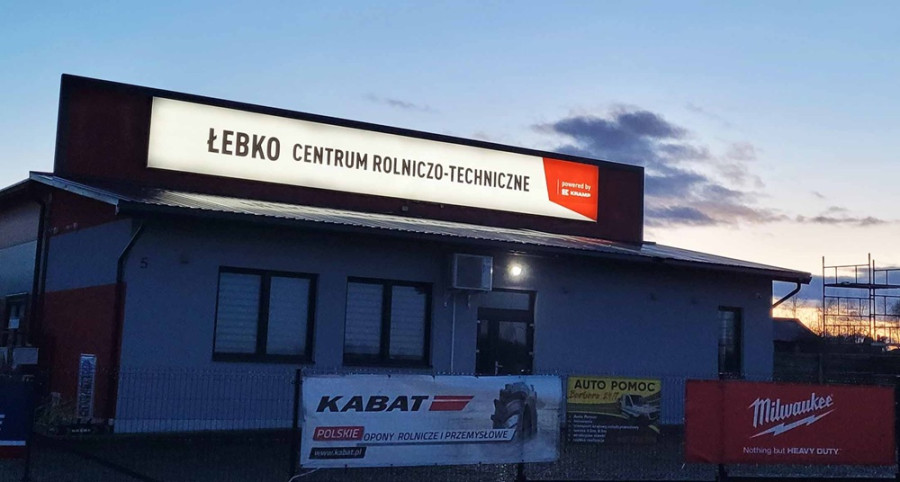 ŁEBKO CENTRUM ROLNICZO-TECHNICZNE
powered by
KRAMP
5
KABAT
POLSKIE OPONY ROLNICZE I PRZEMYSŁOWE
www.kabat.pl
AUTO POMOC
Milwaukee
Nothing but HEAVY DUTY